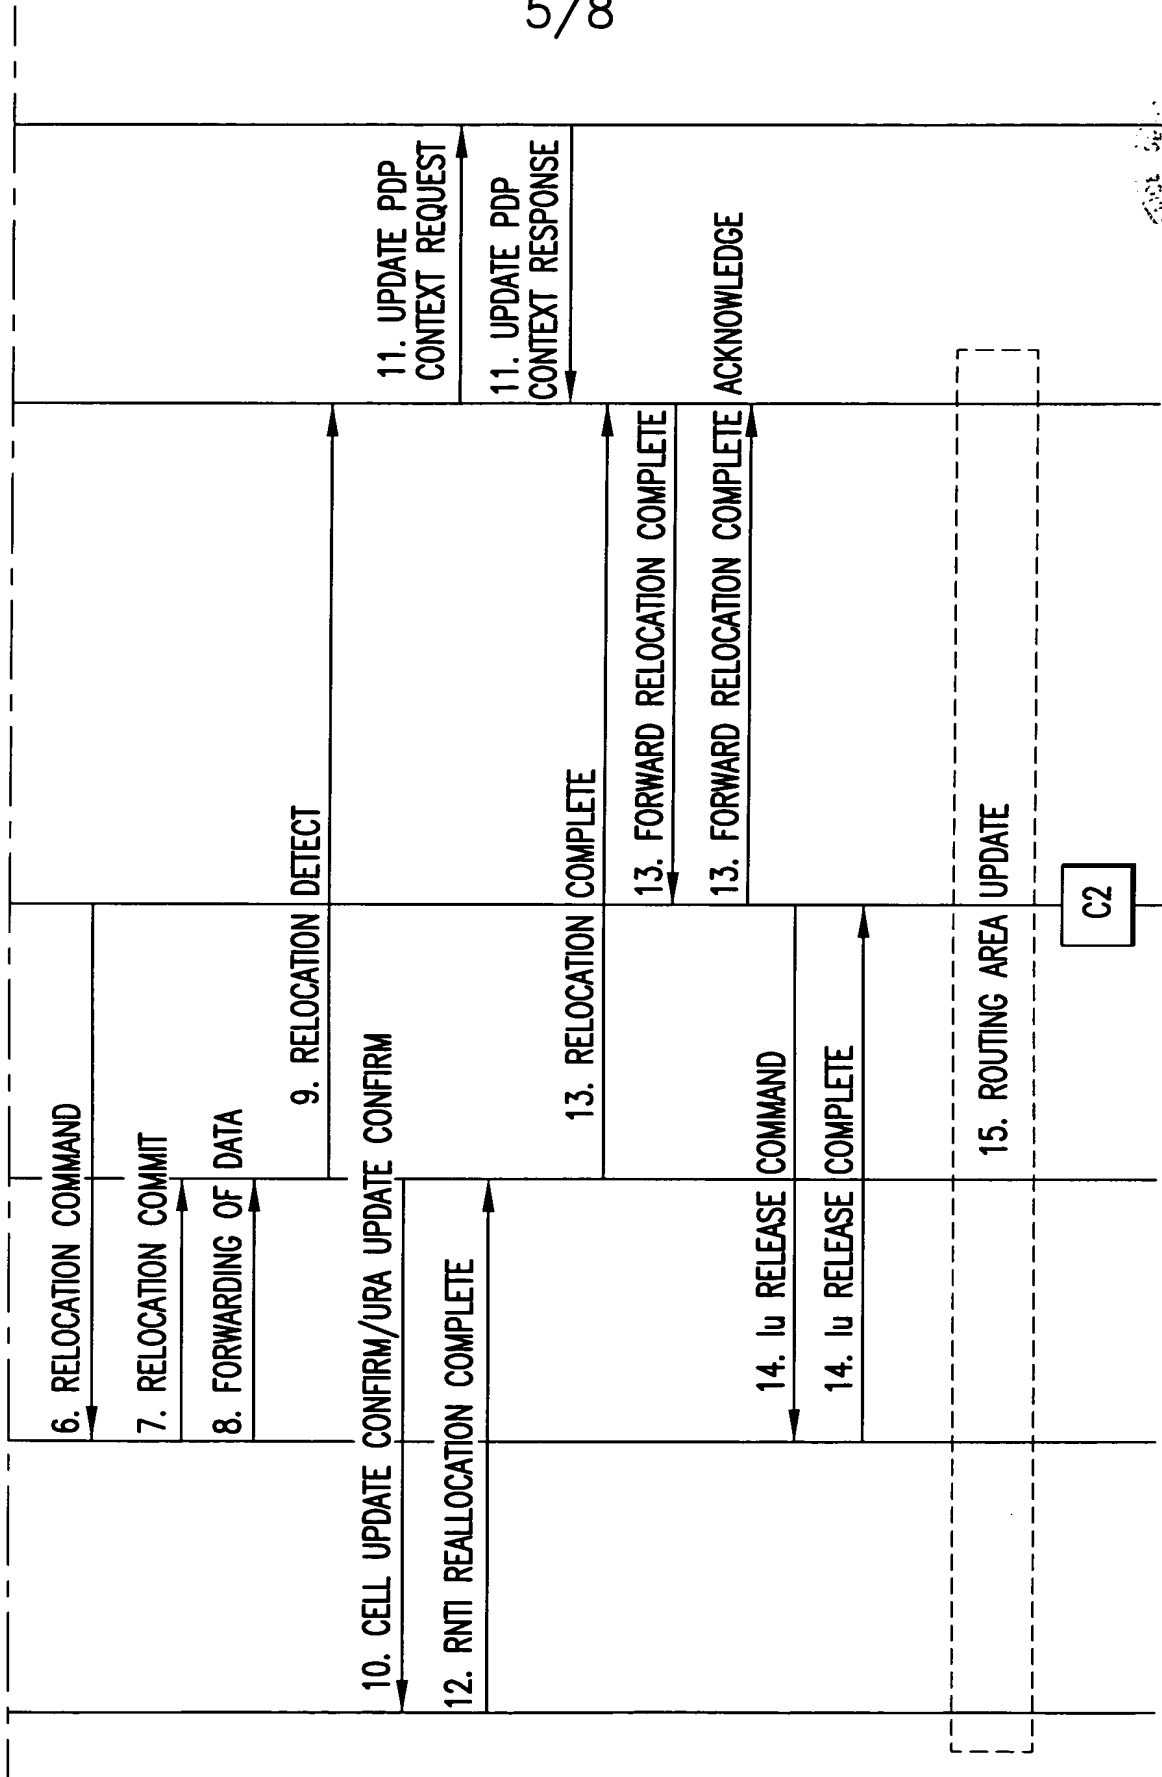 5/8
6. RELOCATION COMMAND
7. RELOCATION COMMIT
8. FORWARDING OF DATA
9. RELOCATION DETECT
10. CELL UPDATE CONFIRM/URA UPDATE CONFIRM
11. UPDATE PDP
CONTEXT REQUEST
12. RNTI REALLOCATION COMPLETE
11. UPDATE PDP
CONTEXT RESPONSE
13. RELOCATION COMPLETE
13. FORWARD RELOCATION COMPLETE
13. FORWARD RELOCATION COMPLETE ACKNOWLEDGE
14. Iu RELEASE COMMAND
14. Iu RELEASE COMPLETE
15. ROUTING AREA UPDATE
C2